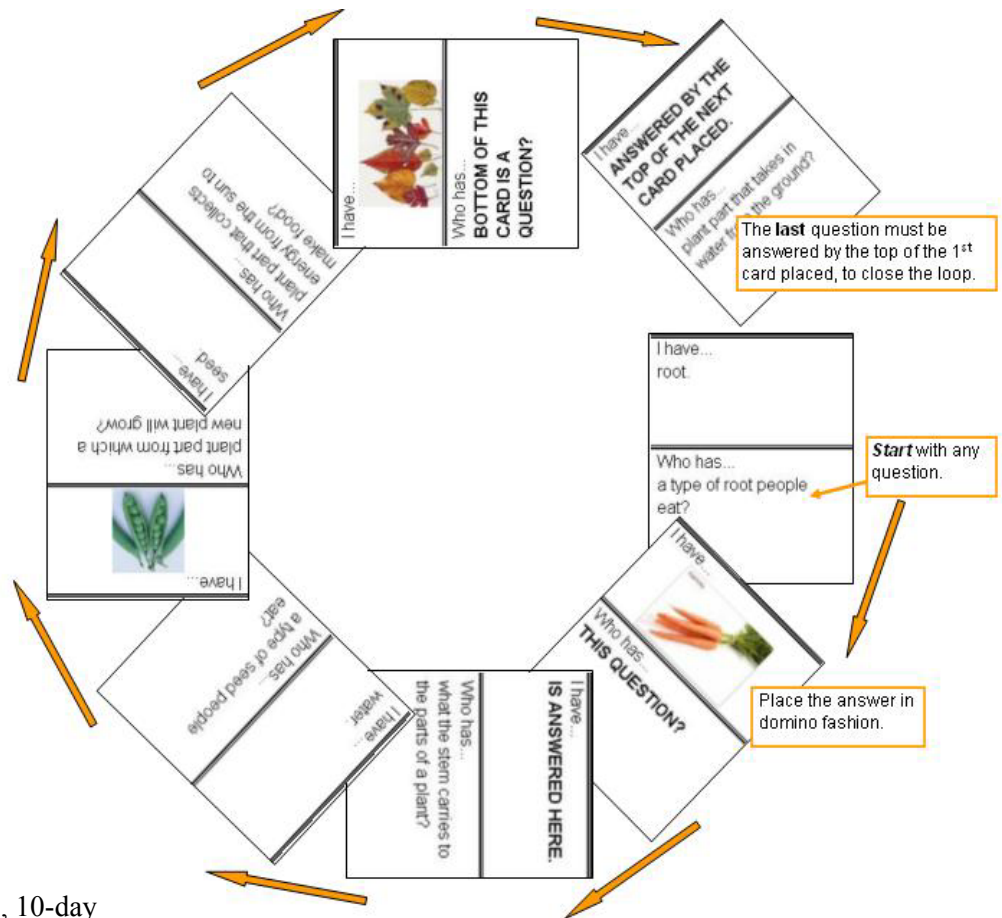 I have...
Who has...
BOTTOM OF THIS
CARD IS A
QUESTION?
I have...
ANSWERED BY THE
TOP OF THE NEXT
CARD PLACED.
Who has...
plant part that takes in
water from the ground?
The last question must be
answered by the top of the 1st
card placed, to close the loop.
I have...
root.
Who has...
a type of root people
eat?
Start with any
question.
I have...
Who has...
THIS QUESTION?
Place the answer in
domino fashion.
I have...
IS ANSWERED HERE.
Who has...
what the stem carries to
the parts of a plant?
I have...
water.
Who has...
a type of seed people
eat?
I have...
Who has...
plant part from which a
new plant will grow?
I have...
seed.
Who has...
plant part that collects
energy from the sun to
make food?
, 10-day